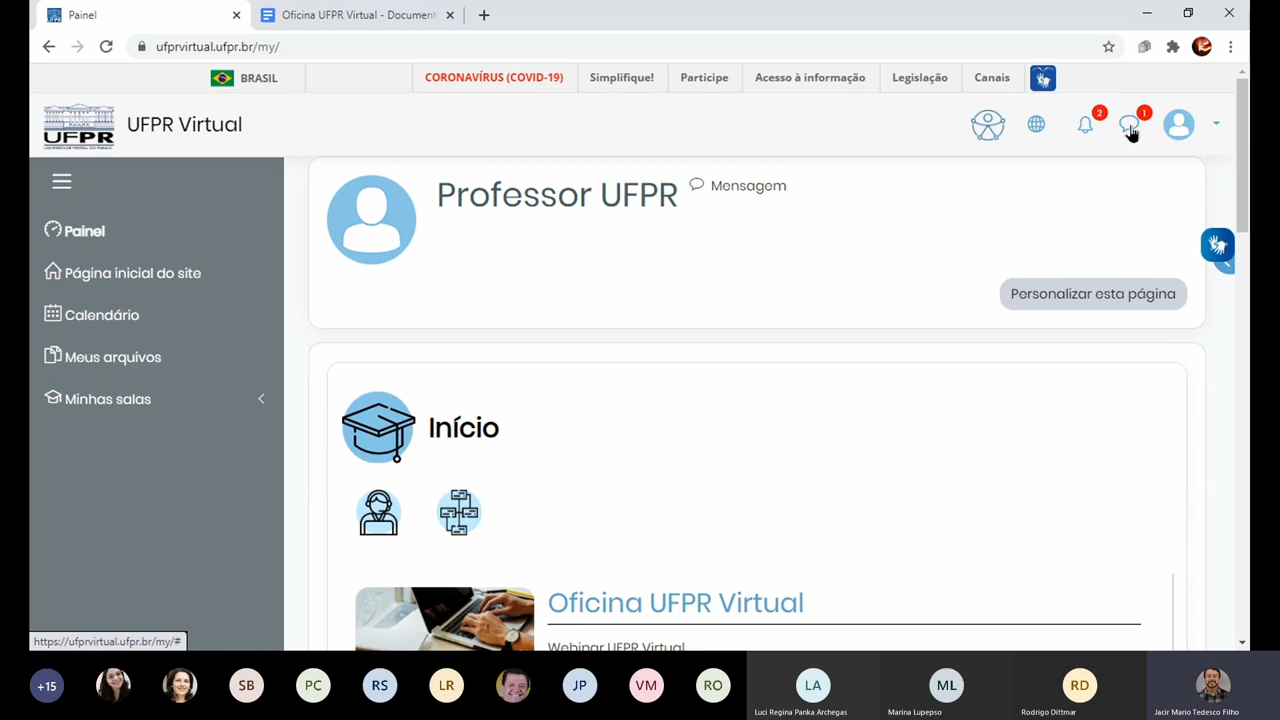 Painel
Oficina UFPR Virtual - Document
ufprvirtual.ufpr.br/my/
BRASIL
CORONAVÍRUS (COVID-19)
Simplifique!
Participe
Acesso à informação
Legislação
Canais
UFPR
UFPR Virtual
2
1
Professor UFPR
Mensagem
Personalizar esta página
Painel
Página inicial do site
Calendário
Meus arquivos
Minhas salas
Início
Oficina UFPR Virtual
Webinar UFPR Virtual
https://ufprvirtual.ufpr.br/my/#
+15
SB
PC
RS
LR
JP
VM
RO
LA
Luci Regina Panka Archegas
ML
Marina Lupepso
RD
Rodrigo Dittmar
Jacir Mario Tedesco Filho